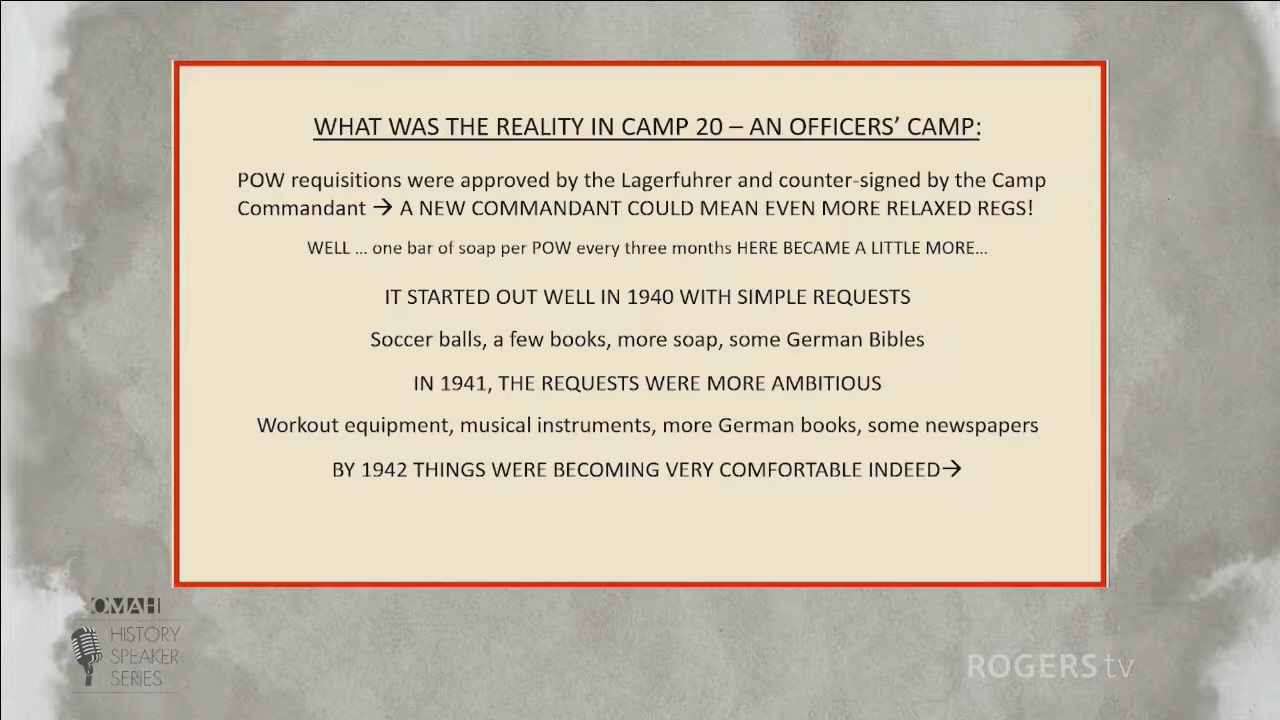 WHAT WAS THE REALITY IN CAMP 20 – AN OFFICERS’ CAMP:
POW requisitions were approved by the Lagerfuhrer and counter-signed by the Camp
Commandant → A NEW COMMANDANT COULD MEAN EVEN MORE RELAXED REGS!
WELL ... one bar of soap per POW every three months HERE BECAME A LITTLE MORE...
IT STARTED OUT WELL IN 1940 WITH SIMPLE REQUESTS
Soccer balls, a few books, more soap, some German Bibles
IN 1941, THE REQUESTS WERE MORE AMBITIOUS
Workout equipment, musical instruments, more German books, some newspapers
BY 1942 THINGS WERE BECOMING VERY COMFORTABLE INDEED→
OMAH
HISTORY
SPEAKER
SERIES
ROGERS tv